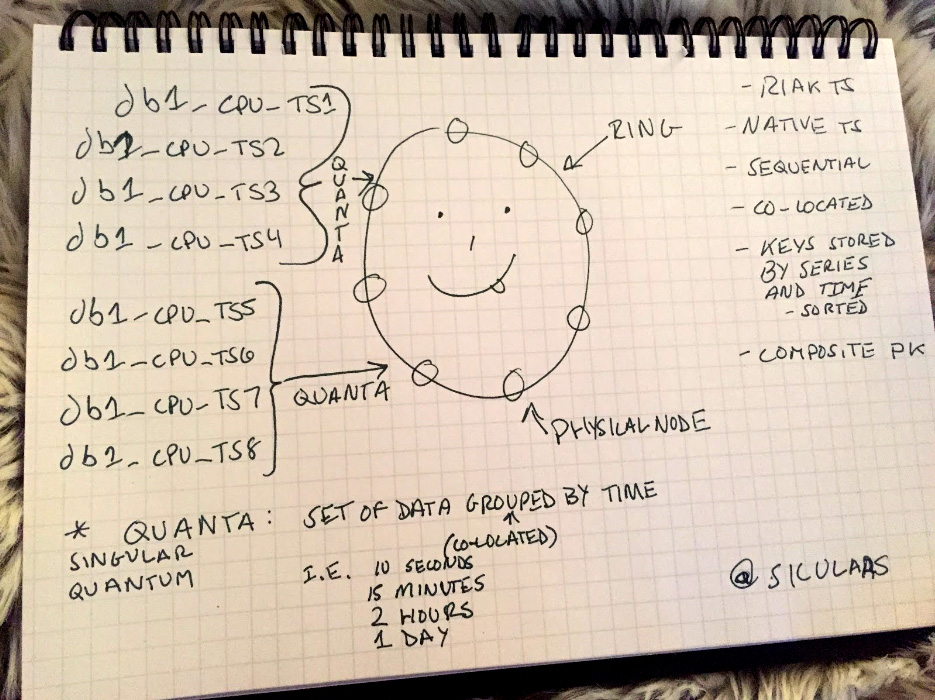 db1_CPU_TS1
db1_CPU_TS2
db1_CPU_TS3
db1_CPU_TS4
QUANTA
db1_CPU_TS5
db1_CPU_TS6
db1_CPU_TS7
db1_CPU_TS8
QUANTA
RING
PHYSICAL NODE
- RIAK TS
- NATIVE TS
- SEQUENTIAL
- CO-LOCATED
- KEYS STORED
BY SERIES
AND TIME
- SORTED
- COMPOSITE PK
* QUANTA: SET OF DATA GROUPED BY TIME
(CO-LOCATED)
SINGULAR
QUANTUM
I.E. 10 SECONDS
15 MINUTES
2 HOURS
1 DAY
@SICULARS